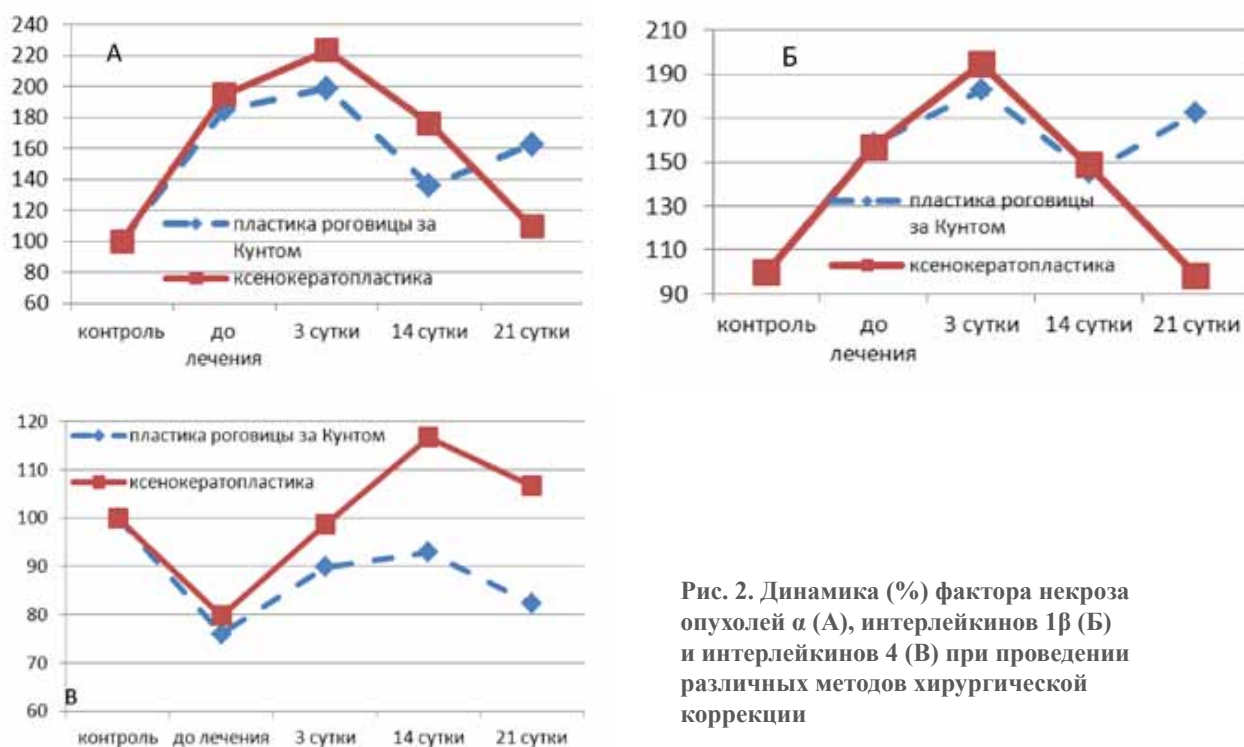 240
220
200
180
160
140
120
100
80
60
А
пластика роговицы за
Кунтом
ксенокератопластика
контроль
до
лечения
3 сутки
14 сутки
21 сутки
210
190
170
150
130
110
90
Б
пластика роговицы
за Кунтом
ксенокератопластика
контроль
до
лечения
3 сутки
14 сутки
21 сутки
120
110
100
90
80
70
60
пластика роговицы за Кунтом
ксенокератопластика
В
контроль
до лечения
3 сутки
14 сутки
21 сутки
Рис. 2. Динамика (%) фактора некроза
опухолей α (А), интерлейкинов 1β (Б)
и интерлейкинов 4 (В) при проведении
различных методов хирургической
коррекции